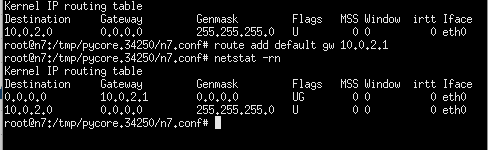 Kernel IP routing table
Destination Gateway Genmask Flags MSS Window irtt Iface
10.0.2.0 0.0.0.0 255.255.255.0 U 0 0 0 eth0
root@n7:/tmp/pycore.34250/n7.conf# route add default gw 10.0.2.1
root@n7:/tmp/pycore.34250/n7.conf# netstat -rn
Kernel IP routing table
Destination Gateway Genmask Flags MSS Window irtt Iface
0.0.0.0 10.0.2.1 0.0.0.0 UG 0 0 0 eth0
10.0.2.0 0.0.0.0 255.255.255.0 U 0 0 0 eth0
root@n7:/tmp/pycore.34250/n7.conf#